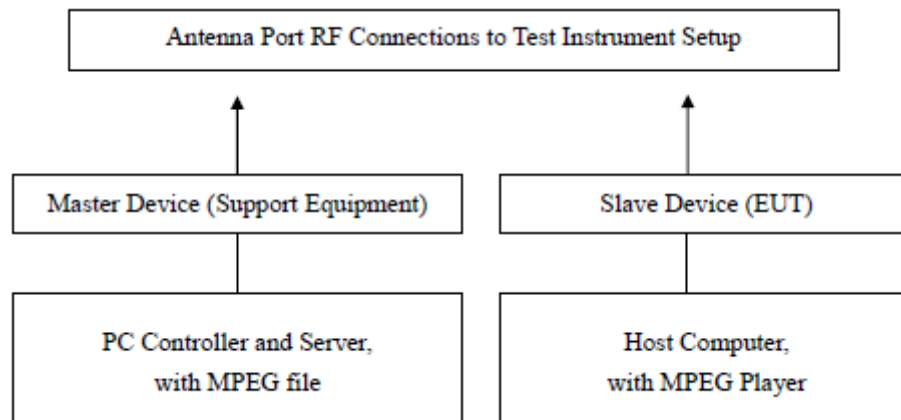 Antenna Port RF Connections to Test Instrument Setup
Master Device (Support Equipment)
Slave Device (EUT)
PC Controller and Server,
with MPEG file
Host Computer,
with MPEG Player